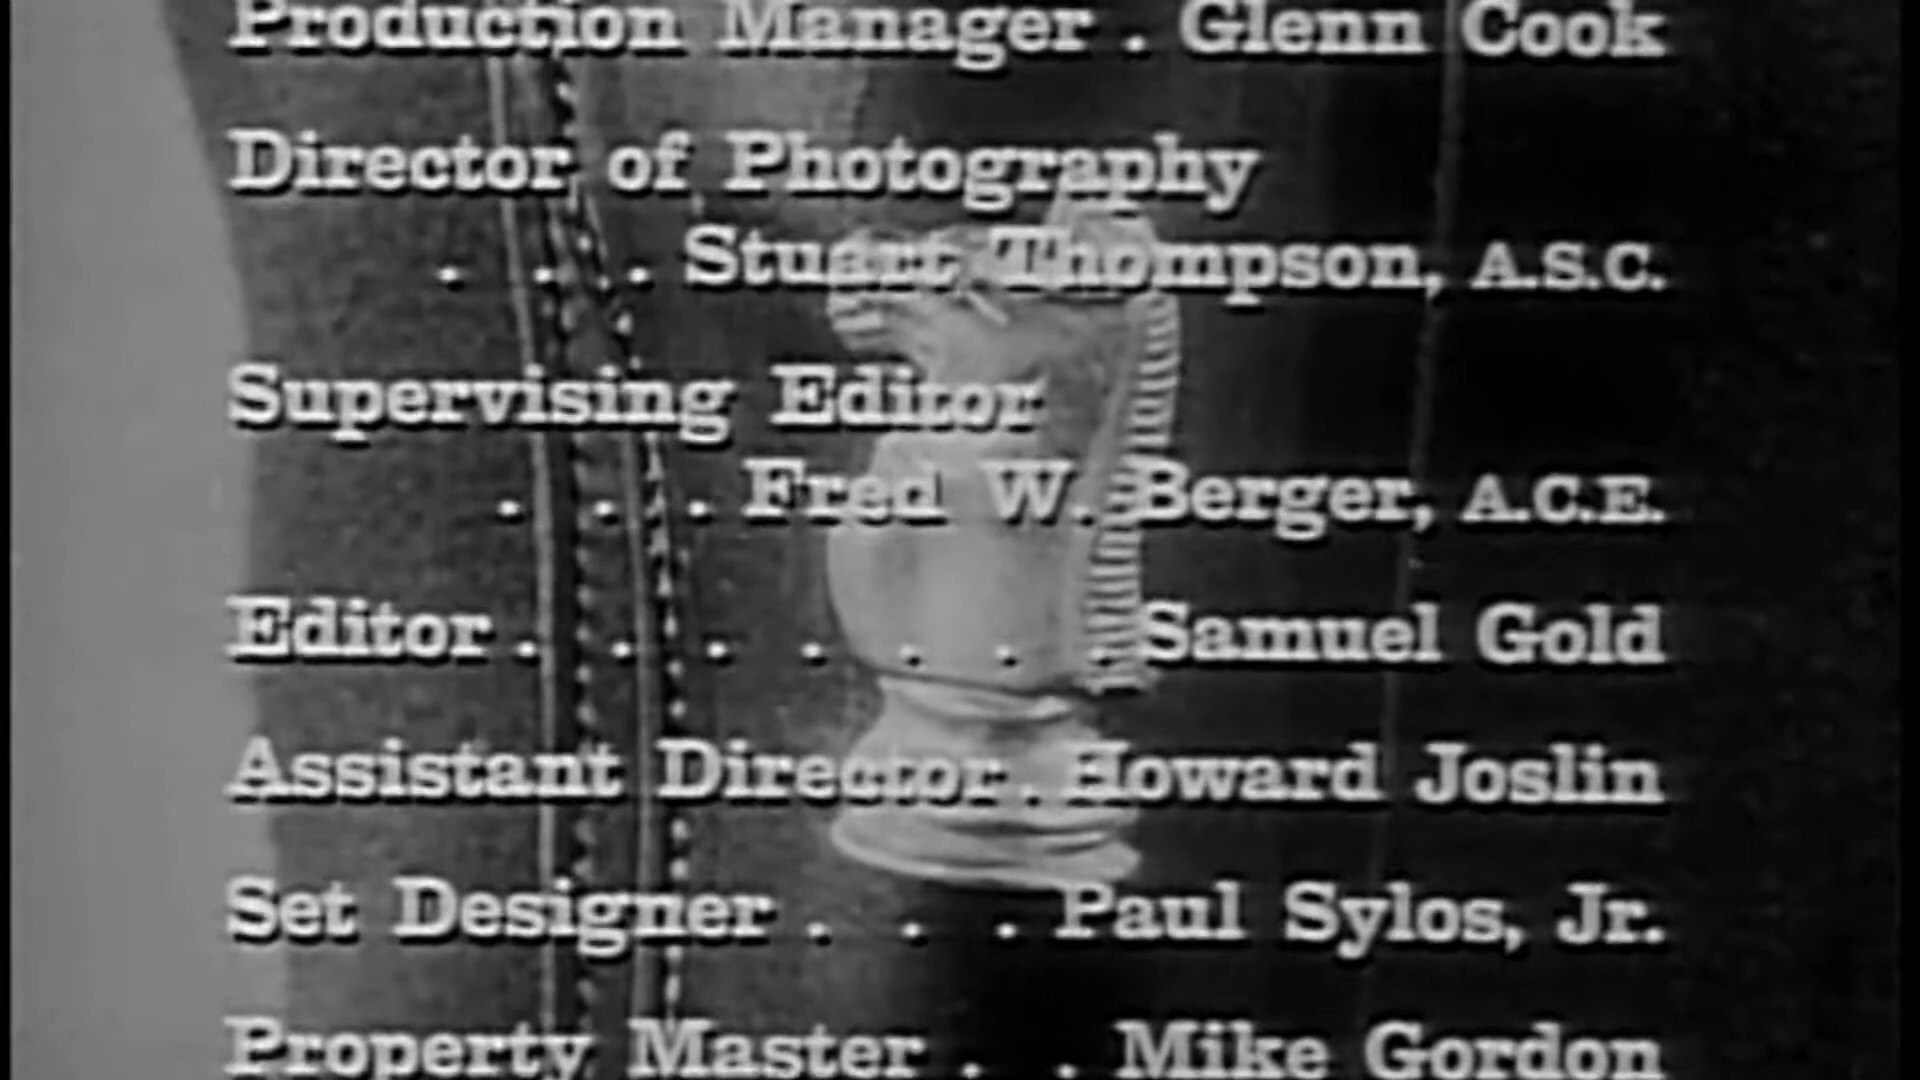 Production Manager . Glenn Cook
Director of Photography
. . . Stuart Thompson, A.S.C.
Supervising Editor
. . . Fred W. Berger, A.C.E.
Editor . . . . . . . Samuel Gold
Assistant Director . Howard Joslin
Set Designer . . . Paul Sylos, Jr.
Property Master . . Mike Gordon